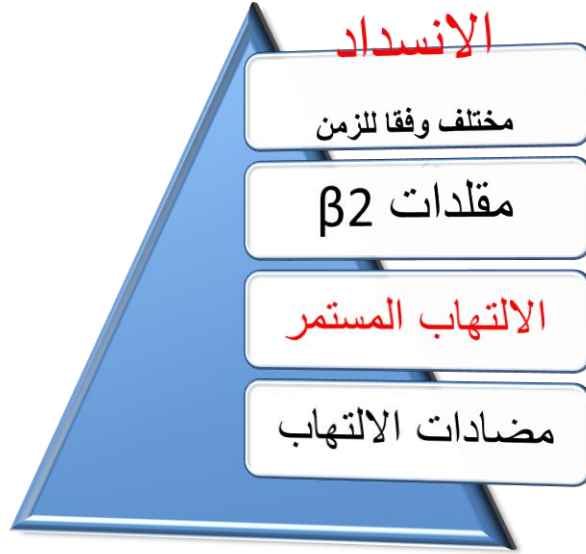 الانسداد
مختلف وفقا للزمن
مقلدات β2
الالتهاب المستمر
مضادات الالتهاب